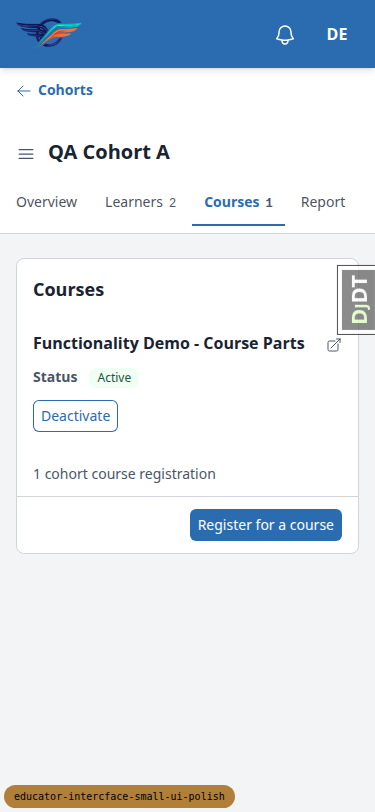 DE
Cohorts
QA Cohort A
Overview Learners 2 Courses 1 Report
DjDT
Courses
Functionality Demo - Course Parts
Status Active
Deactivate
1 cohort course registration
Register for a course
educator-intercface-small-ui-polish